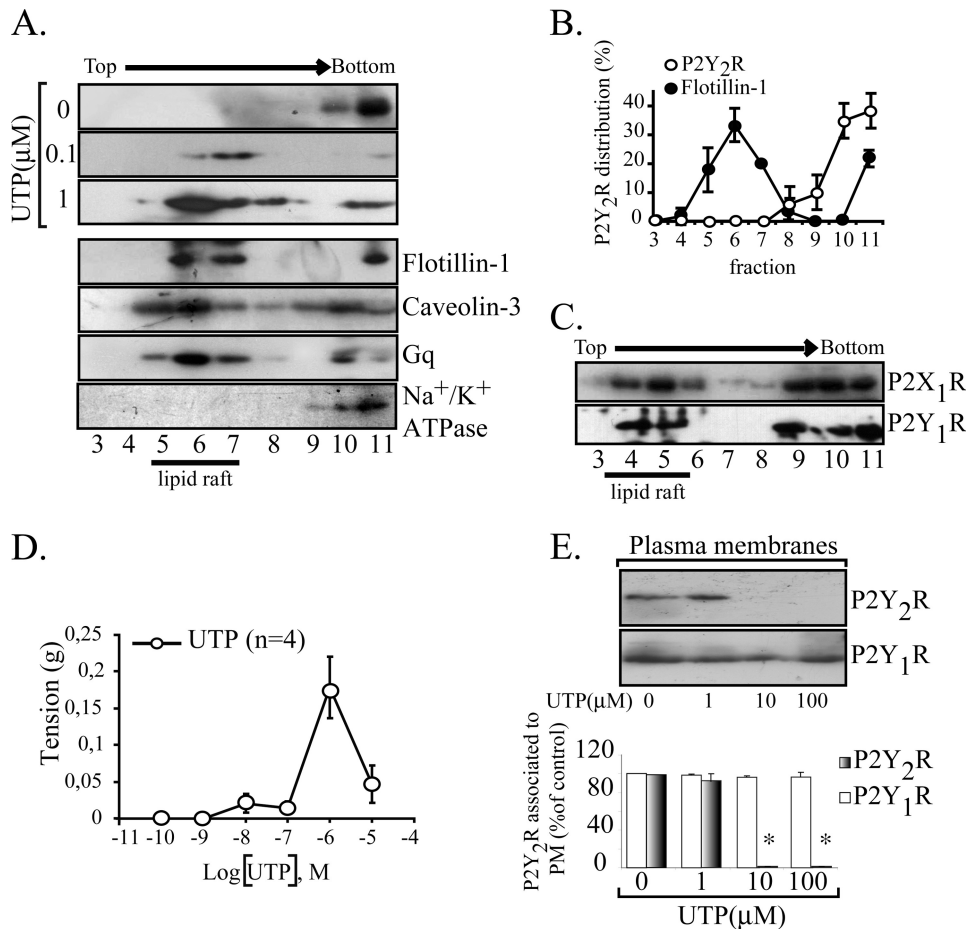 A.
Top Bottom
UTP(µM)
0
0.1
1
Flotillin-1
Caveolin-3
Gq
Na+/K+
ATPase
3 4 5 6 7 8 9 10 11
lipid raft
B.
P2Y2R
Flotillin-1
P2Y2R distribution (%)
40
30
20
10
0
3 4 5 6 7 8 9 10 11
fraction
C.
Top Bottom
P2X1R
P2Y1R
3 4 5 6 7 8 9 10 11
lipid raft
D.
UTP (n=4)
Tension (g)
0,25
0,2
0,15
0,1
0,05
0
-11 -10 -9 -8 -7 -6 -5 -4
Log[UTP], M
E.
Plasma membranes
P2Y2R
P2Y1R
UTP(µM) 0 1 10 100
P2Y2R associated to
PM (%of control)
120
80
40
0
* *
P2Y2R
P2Y1R
0 1 10 100
UTP(µM)